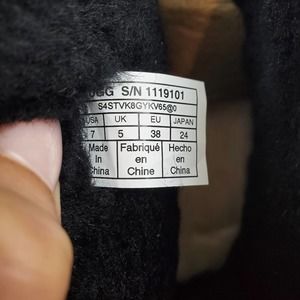 UGG S/N 1119101
S4STVK8GYKV65@0
USA UK EU JAPAN
7 5 38 24
Made Fabriqué Hecho
in en en
China Chine China